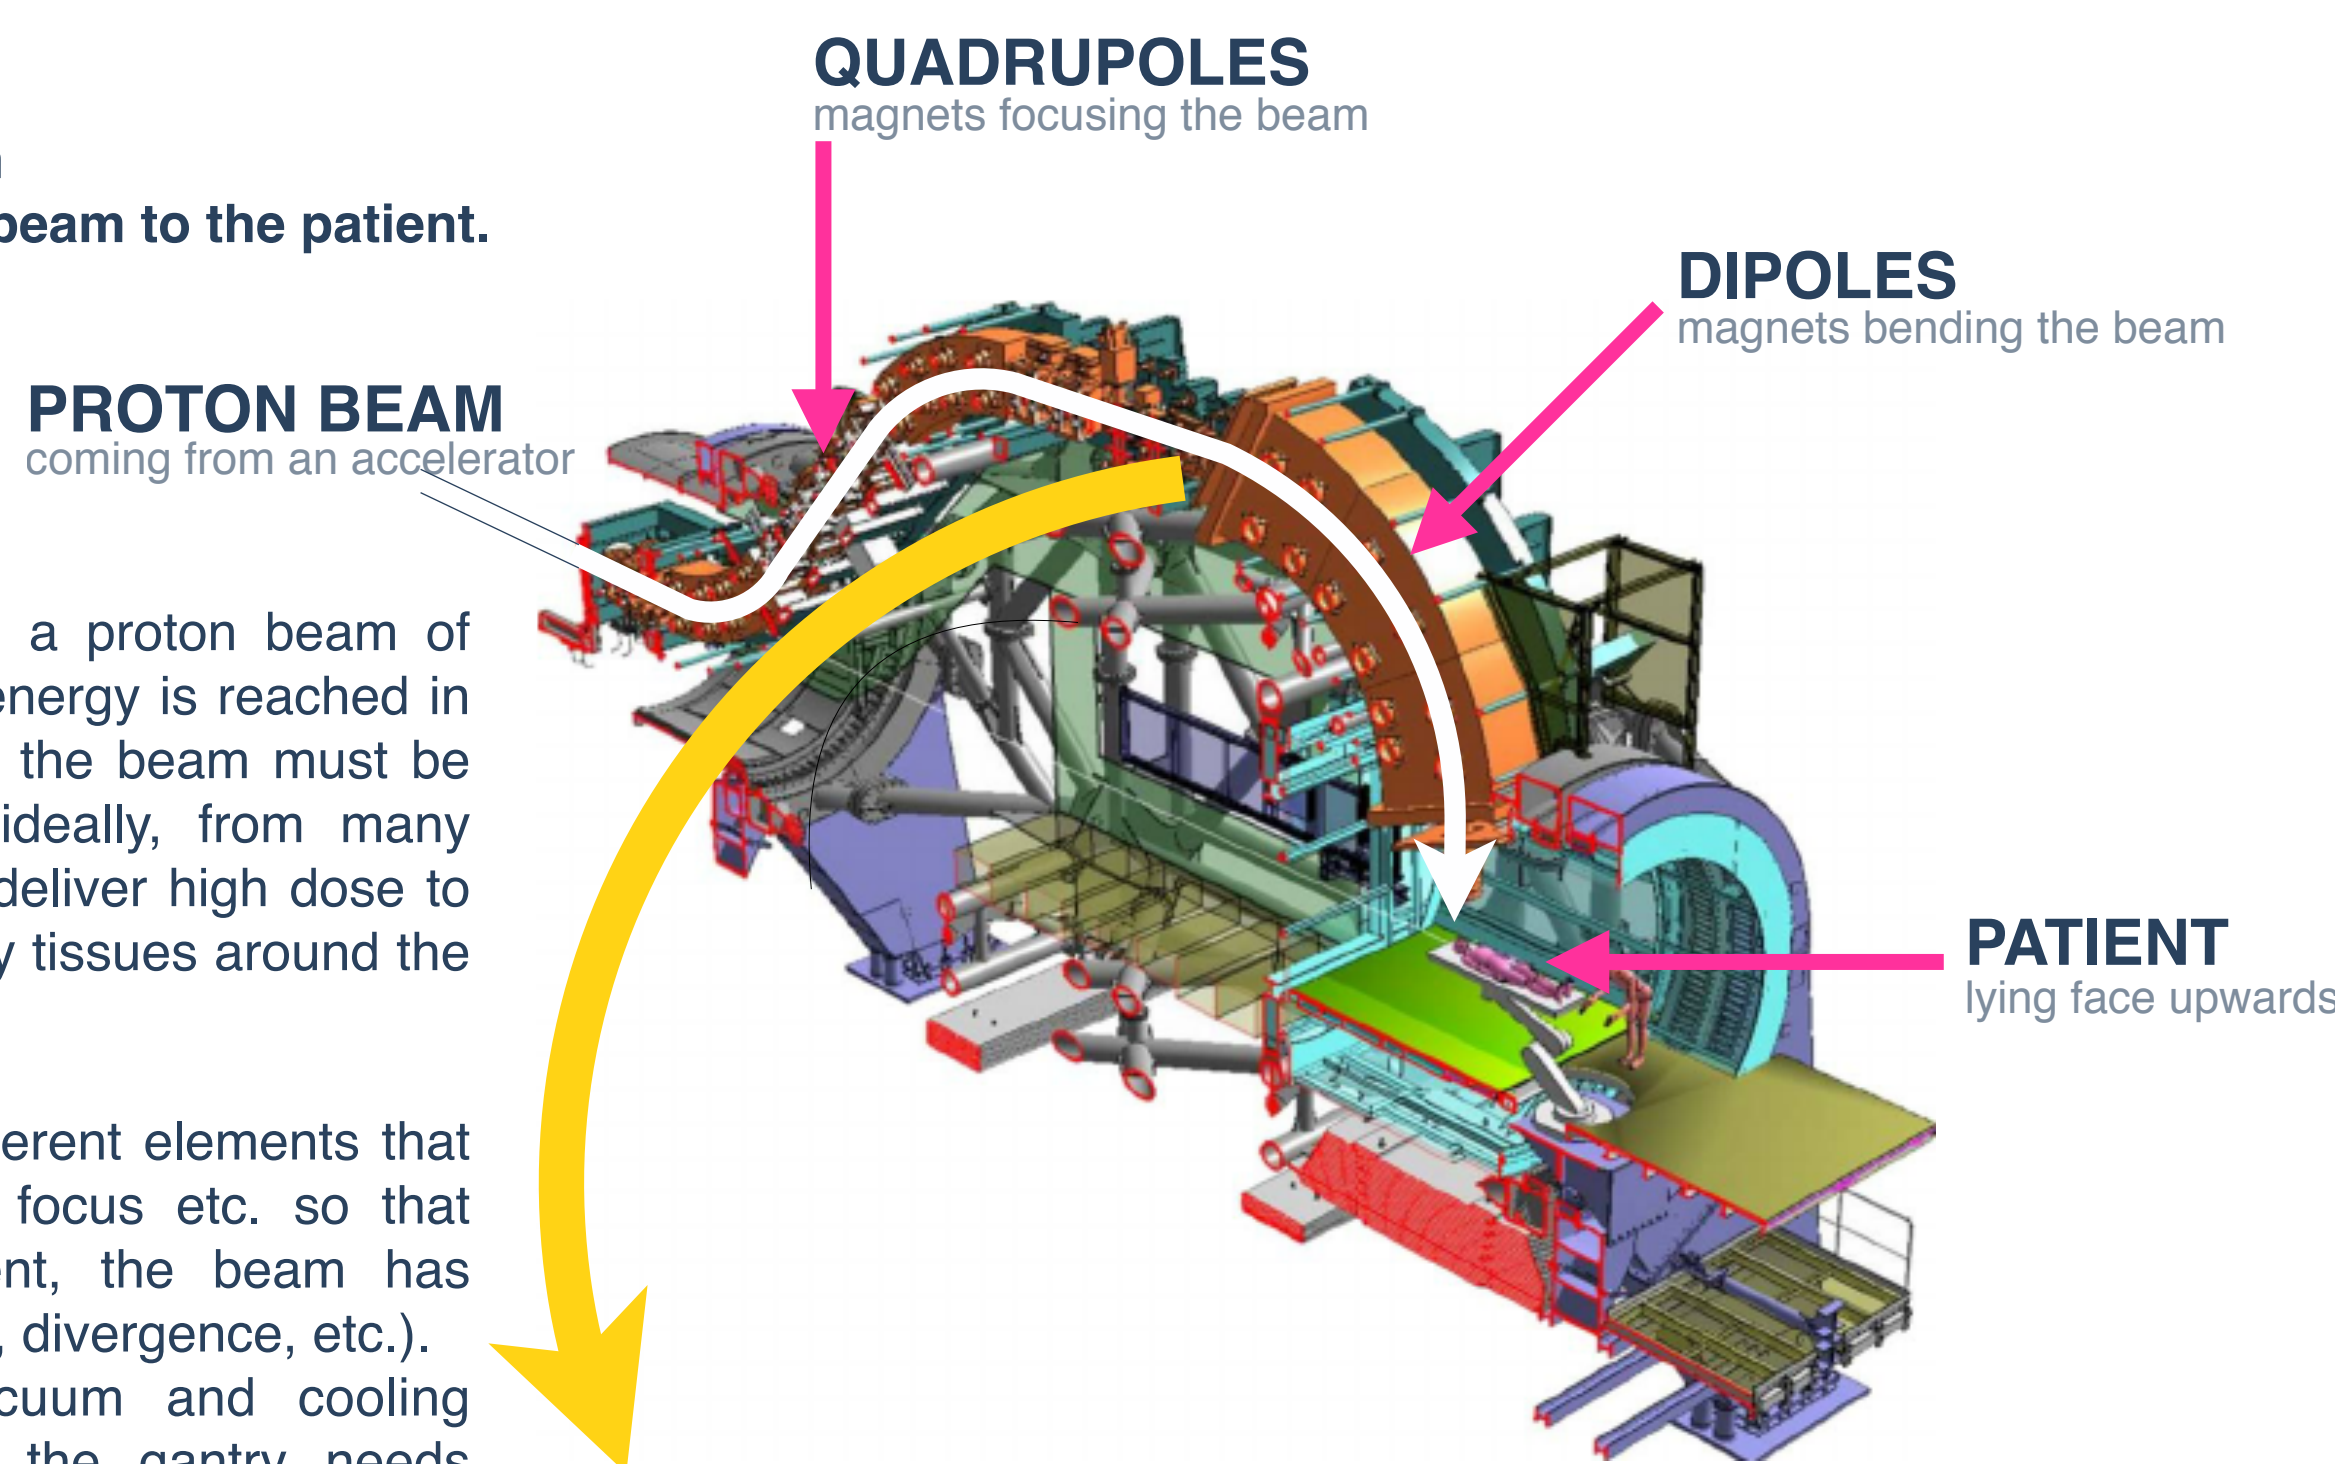 QUADRUPOLES
magnets focusing the beam
beam to the patient.
DIPOLES
magnets bending the beam
PROTON BEAM
coming from an accelerator
a proton beam of
energy is reached in
the beam must be
ideally, from many
deliver high dose to
tissues around the
PATIENT
lying face upwards
elements that
focus etc. so that
the beam has
, divergence, etc.).
and cooling
the gantry needs